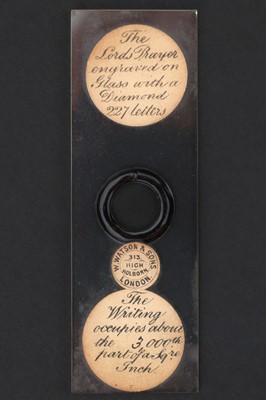 The
Lords Prayer
engraved on
Glass with a
Diamond
227 letters
W. WATSON & SONS
313,
HIGH
HOLBORN,
LONDON.
The
Writing
occupies about
the 3,000th
part of a Sqre
Inch